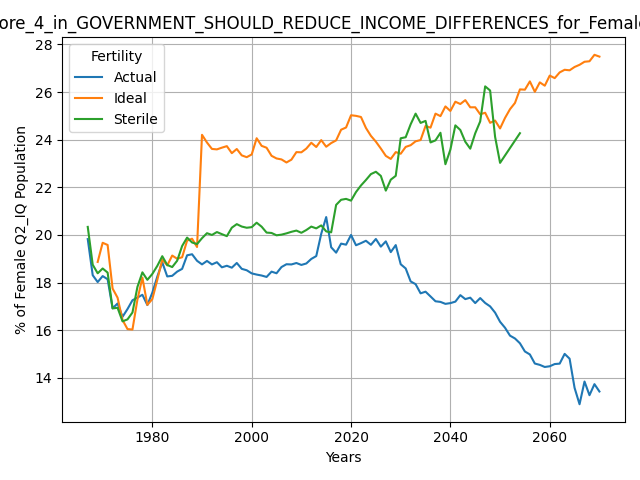 ore_4_in_GOVERNMENT_SHOULD_REDUCE_INCOME_DIFFERENCES_for_Female
Fertility
Actual
Ideal
Sterile
% of Female Q2_IQ Population
28
26
24
22
20
18
16
14
1980 2000 2020 2040 2060
Years